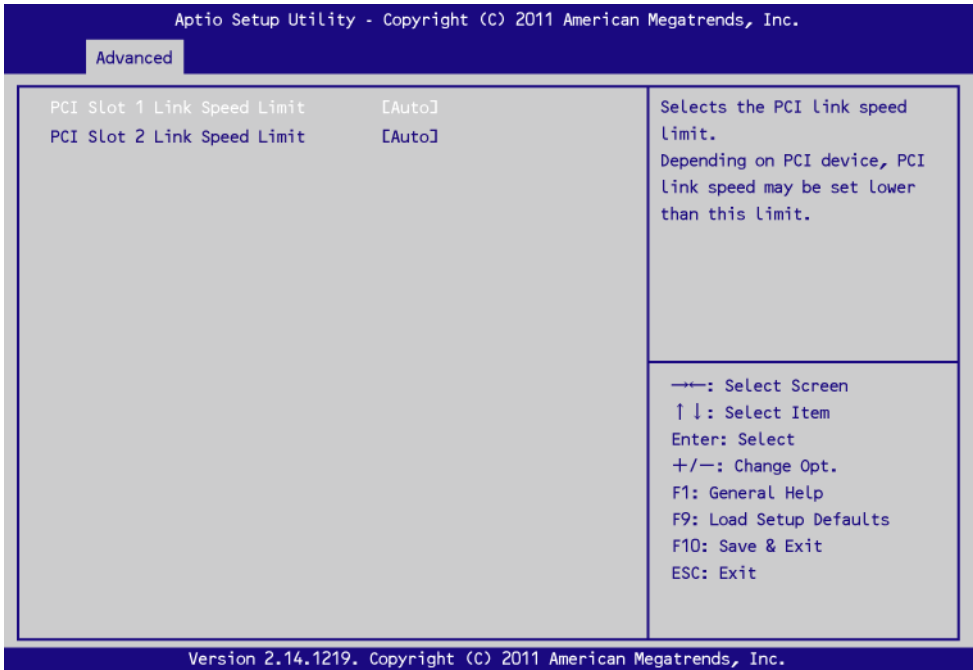 Aptio Setup Utility - Copyright (C) 2011 American Megatrends, Inc.
Advanced
PCI Slot 1 Link Speed Limit [Auto]
PCI Slot 2 Link Speed Limit [Auto]
Selects the PCI link speed
limit.
Depending on PCI device, PCI
link speed may be set lower
than this limit.
→←: Select Screen
↑↓: Select Item
Enter: Select
+/-: Change Opt.
F1: General Help
F9: Load Setup Defaults
F10: Save & Exit
ESC: Exit
Version 2.14.1219. Copyright (C) 2011 American Megatrends, Inc.